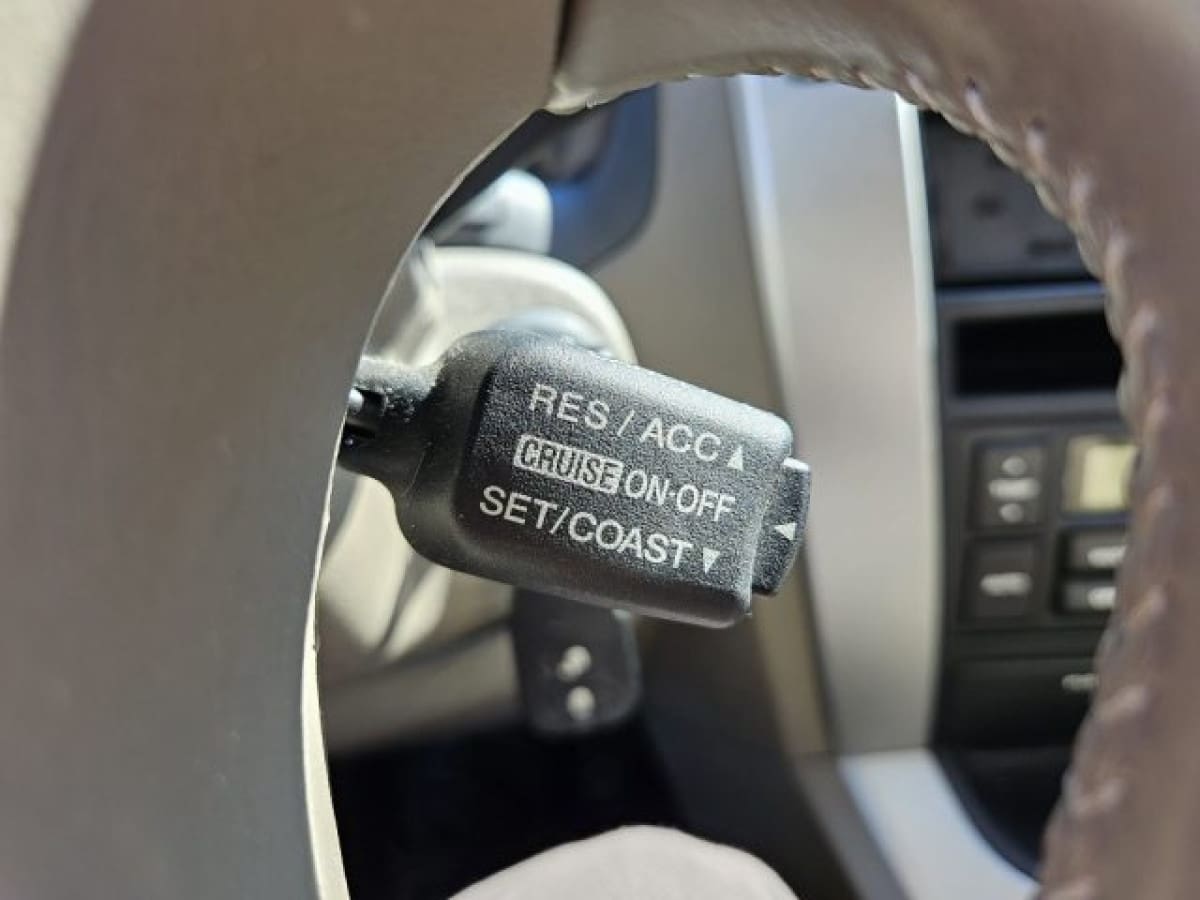 RES / ACC ▲
CRUISE ON·OFF
SET/COAST ▼
◀